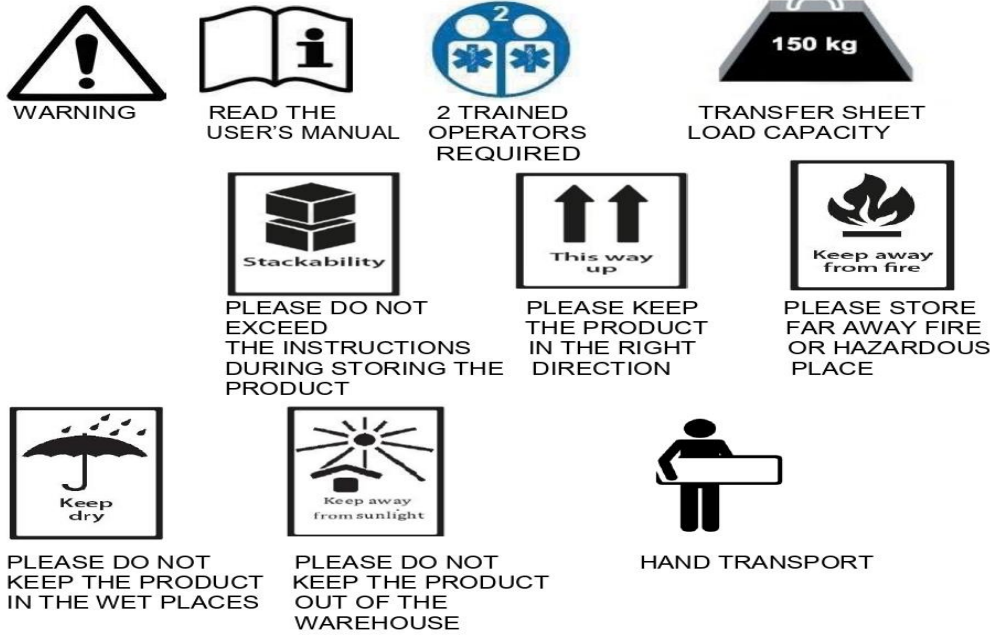 2
150 kg
WARNING
READ THE
USER'S MANUAL
2 TRAINED
OPERATORS
REQUIRED
TRANSFER SHEET
LOAD CAPACITY
Stackability
PLEASE DO NOT
EXCEED
THE INSTRUCTIONS
DURING STORING THE
PRODUCT
This way
up
PLEASE KEEP
THE PRODUCT
IN THE RIGHT
DIRECTION
Keep away
from fire
PLEASE STORE
FAR AWAY FIRE
OR HAZARDOUS
PLACE
Keep
dry
PLEASE DO NOT
KEEP THE PRODUCT
IN THE WET PLACES
Keep away
from sunlight
PLEASE DO NOT
KEEP THE PRODUCT
OUT OF THE
WAREHOUSE
HAND TRANSPORT